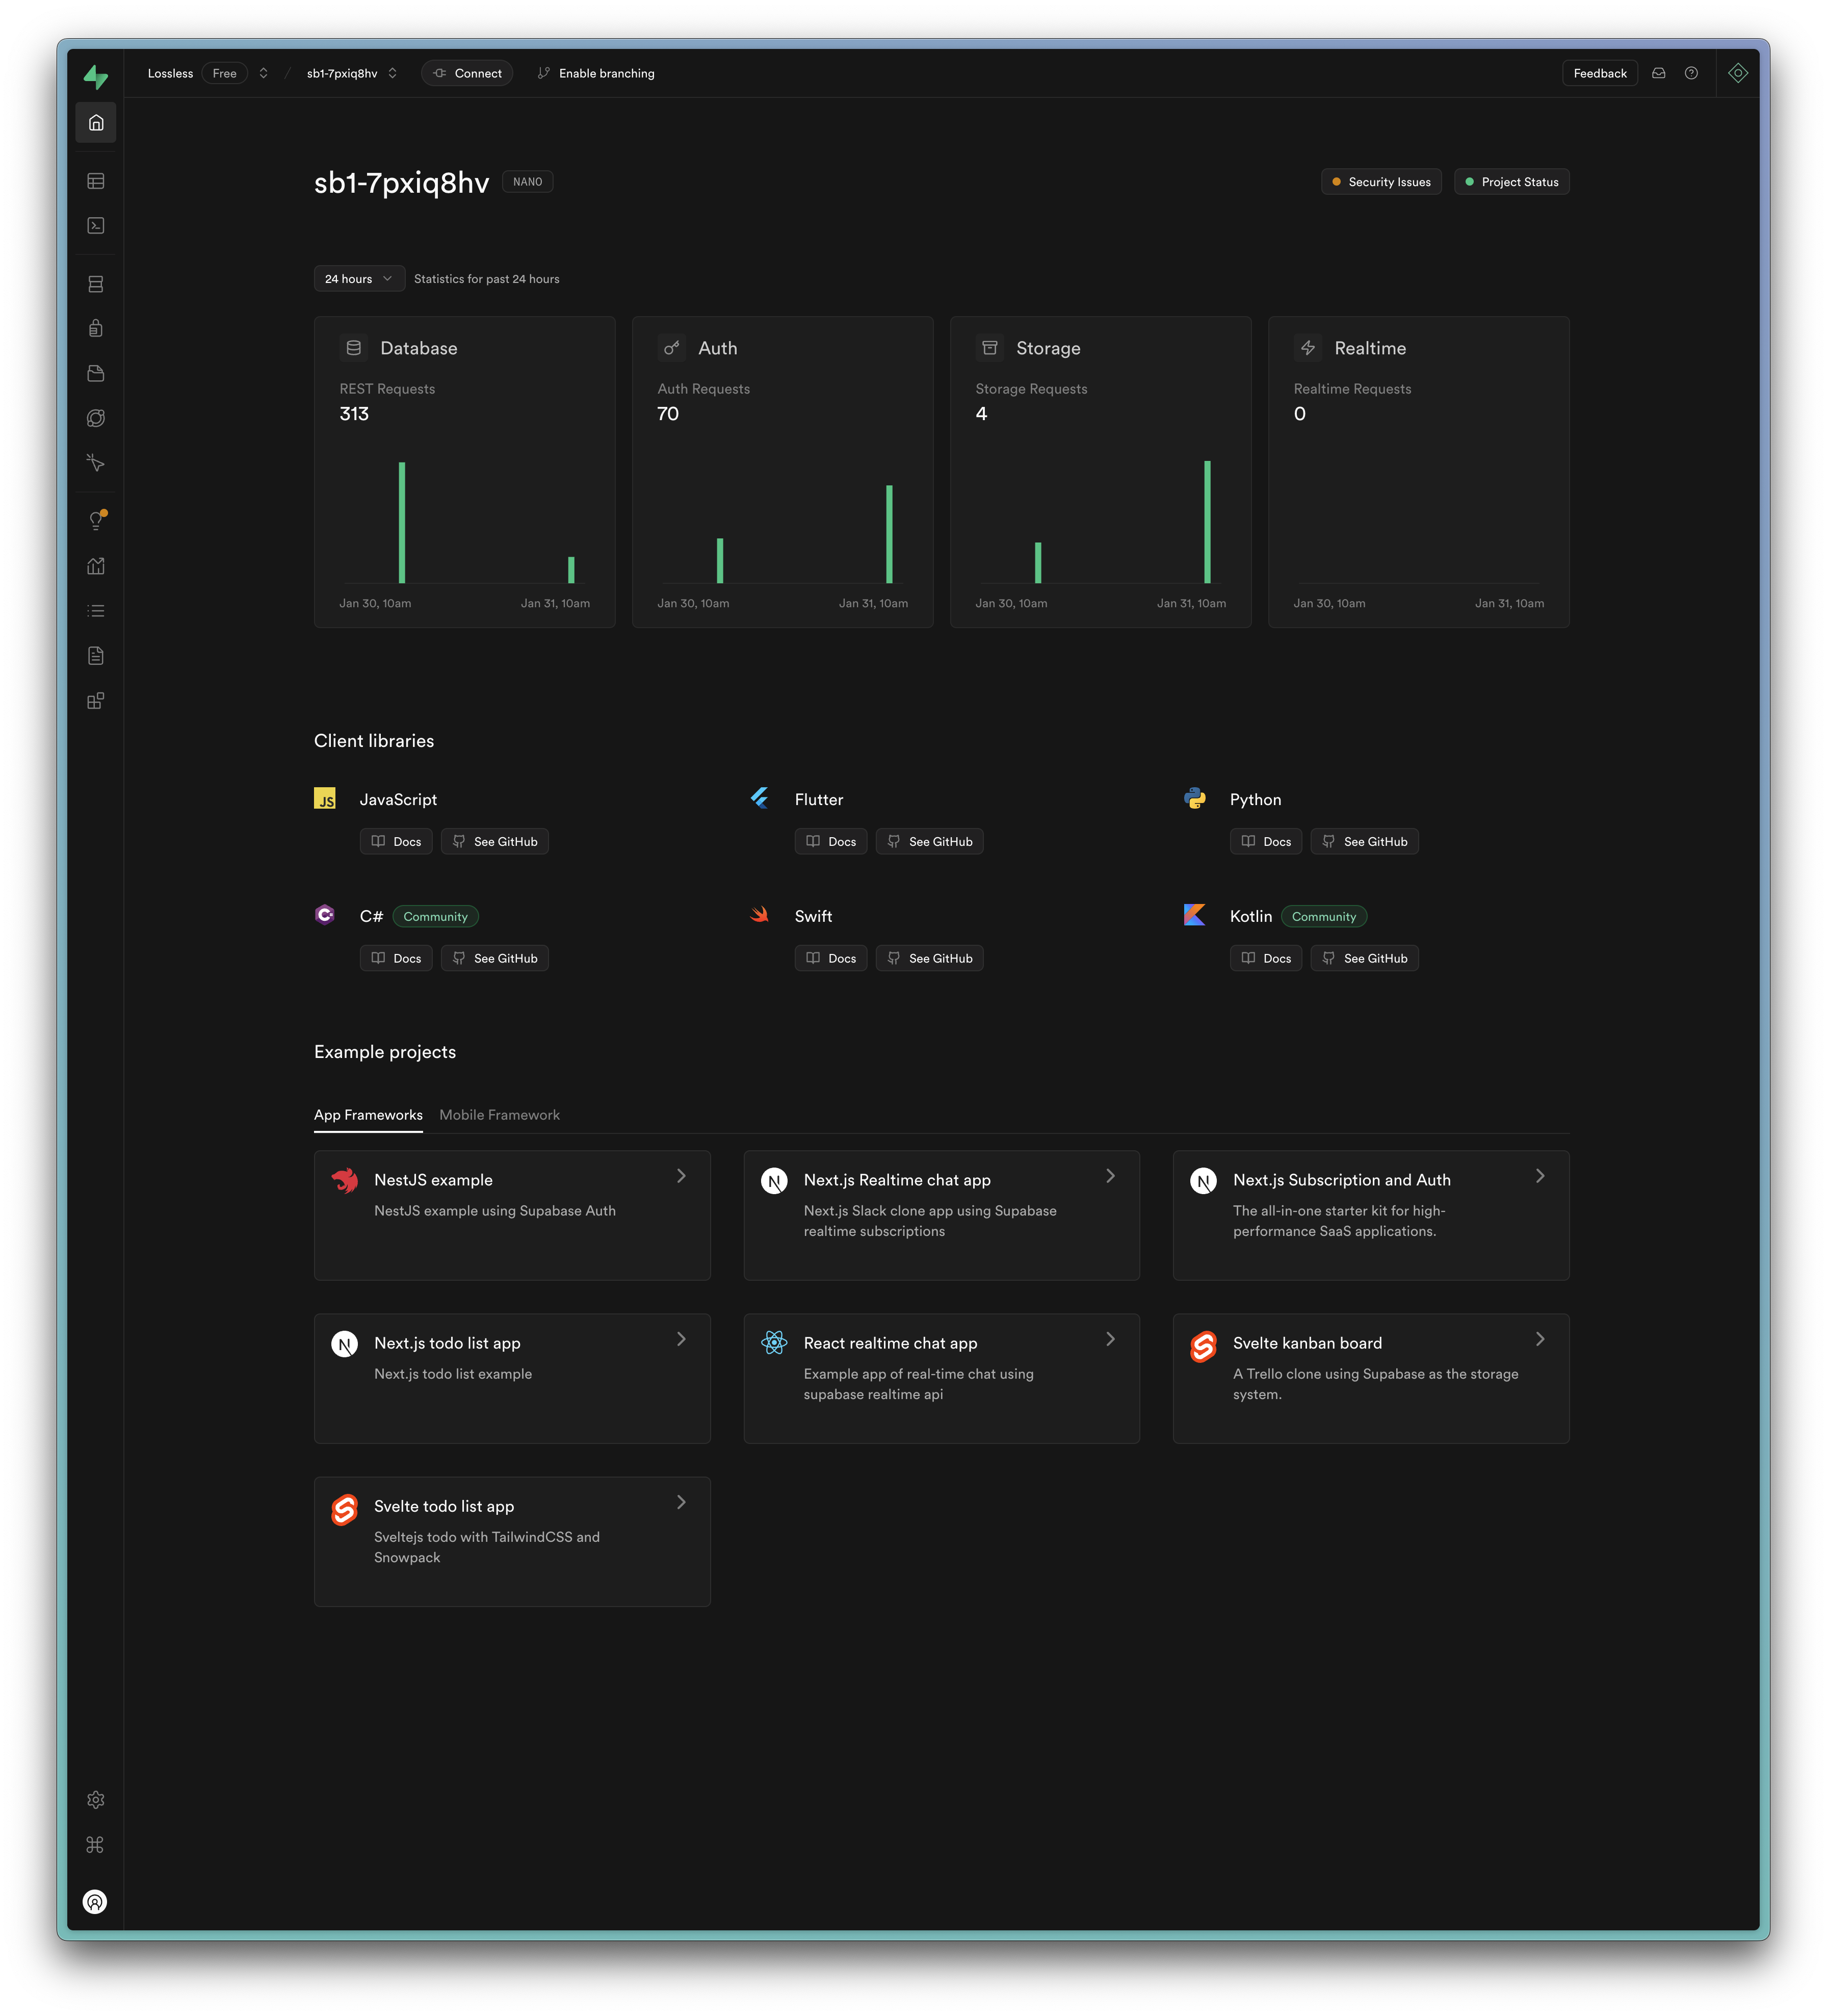 Lossless Free / sb1-7pxiq8hv Connect Enable branching Feedback
sb1-7pxiq8hv NANO Security Issues Project Status
24 hours Statistics for past 24 hours
Database
REST Requests
313
Jan 30, 10am Jan 31, 10am
Auth
Auth Requests
70
Jan 30, 10am Jan 31, 10am
Storage
Storage Requests
4
Jan 30, 10am Jan 31, 10am
Realtime
Realtime Requests
0
Jan 30, 10am Jan 31, 10am
Client libraries
JS JavaScript
Docs See GitHub
Flutter
Docs See GitHub
Python
Docs See GitHub
C# Community
Docs See GitHub
Swift
Docs See GitHub
Kotlin Community
Docs See GitHub
Example projects
App Frameworks Mobile Framework
NestJS example
NestJS example using Supabase Auth
Next.js Realtime chat app
Next.js Slack clone app using Supabase
realtime subscriptions
Next.js Subscription and Auth
The all-in-one starter kit for high-
performance SaaS applications.
Next.js todo list app
Next.js todo list example
React realtime chat app
Example app of real-time chat using
supabase realtime api
Svelte kanban board
A Trello clone using Supabase as the storage
system.
Svelte todo list app
Sveltejs todo with TailwindCSS and
Snowpack